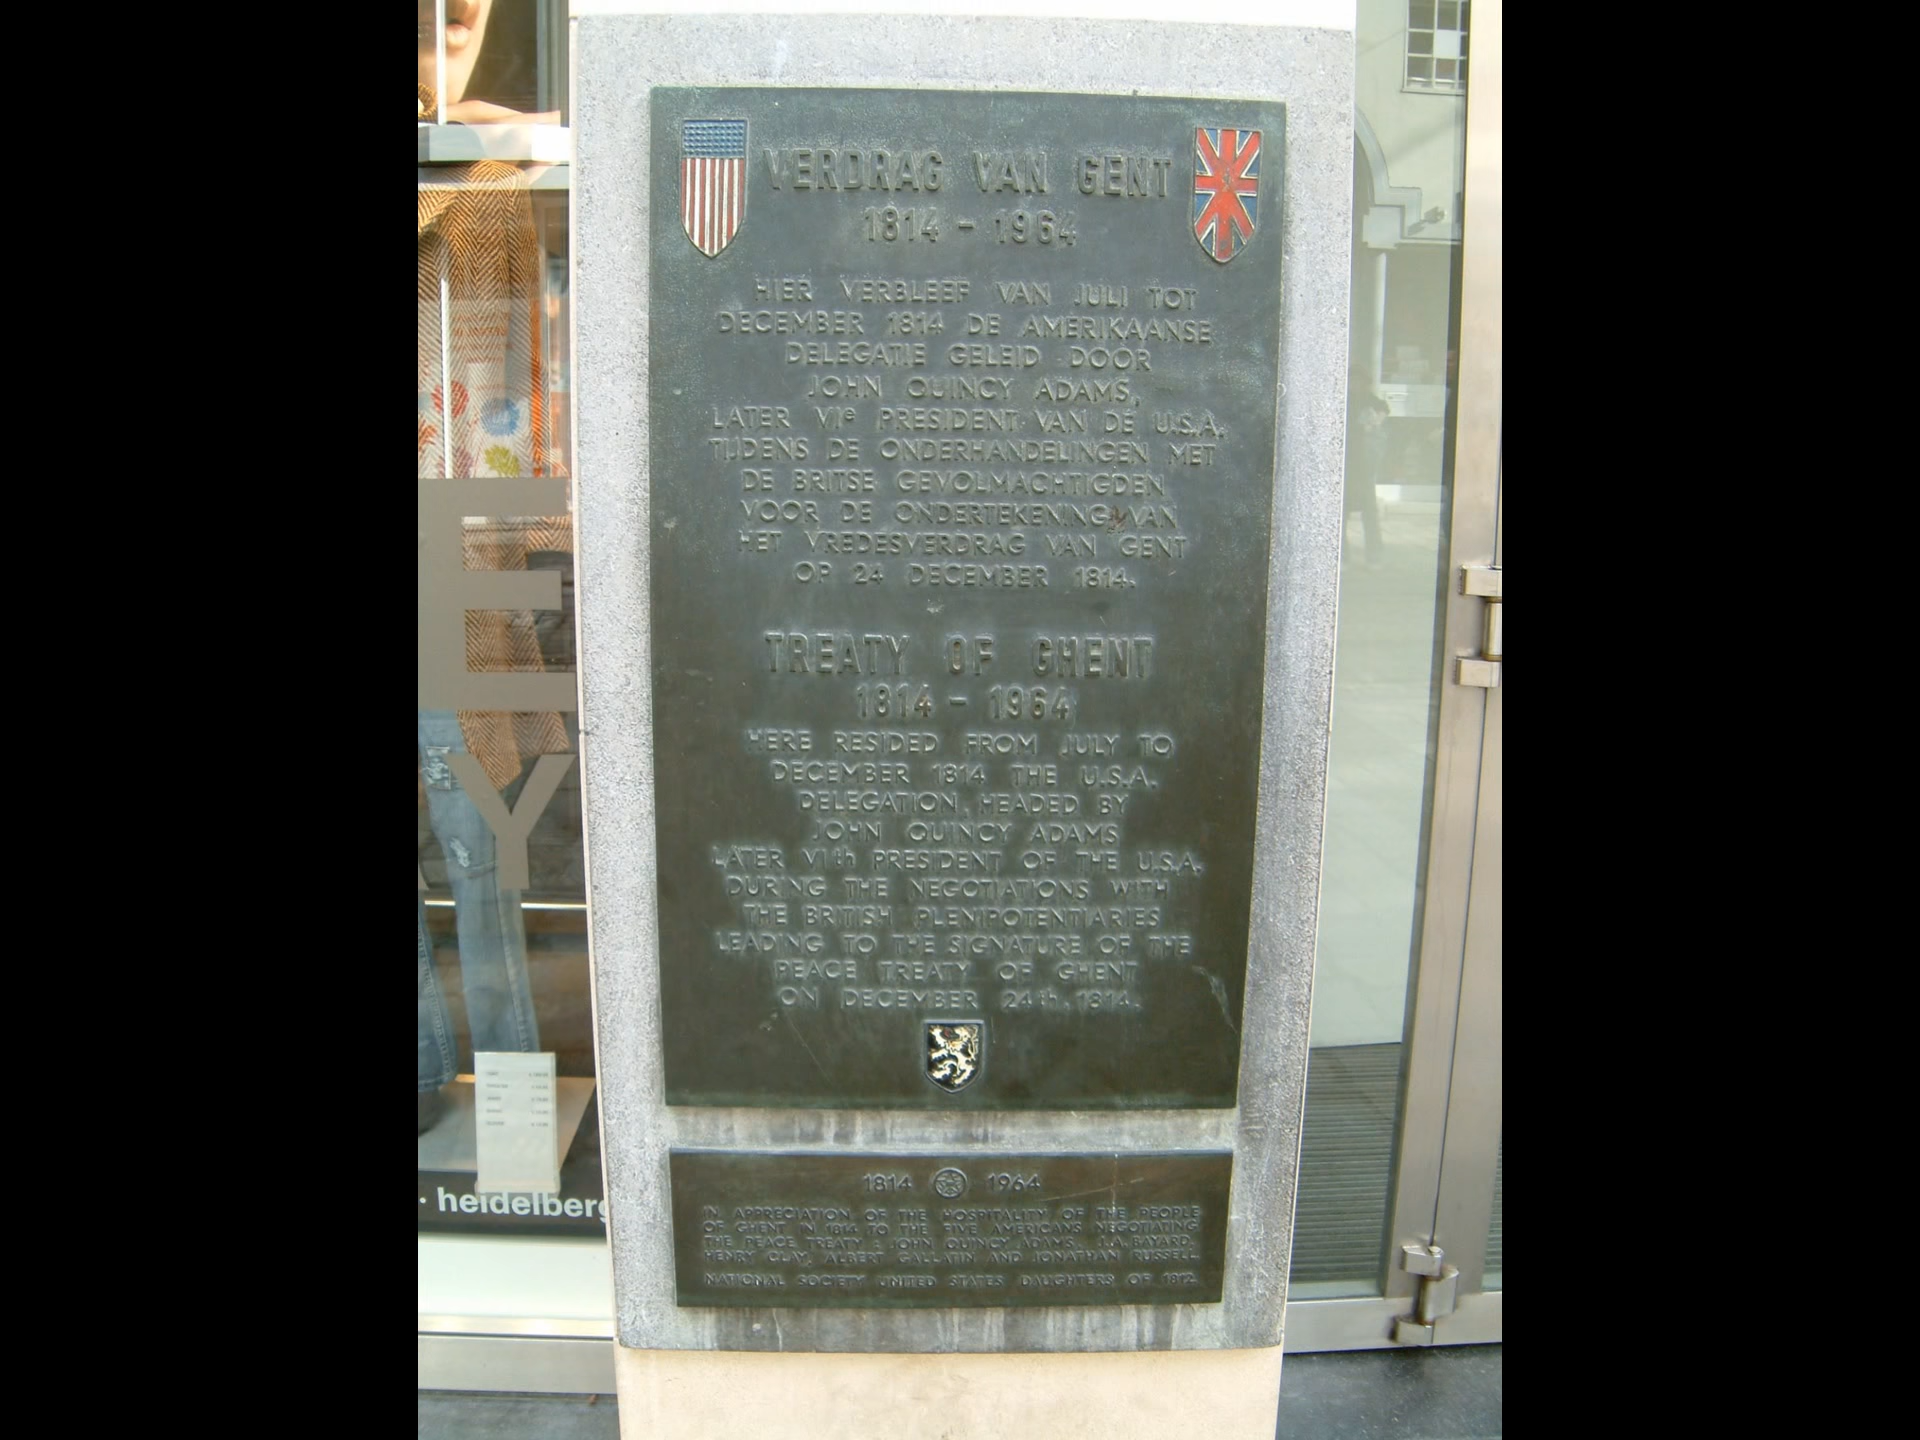 VERDRAG VAN GENT
1814 - 1964
HIER VERBLEEF VAN JULI TOT
DECEMBER 1814 DE AMERIKAANSE
DELEGATIE GELEID DOOR
JOHN QUINCY ADAMS,
LATER VIe PRESIDENT VAN DE U.S.A.
TIJDENS DE ONDERHANDELINGEN MET
DE BRITSE GEVOLMACHTIGDEN
VOOR DE ONDERTEKENING VAN
HET VREDESVERDRAG VAN GENT
OP 24 DECEMBER 1814.
TREATY OF GHENT
1814 - 1964
HERE RESIDED FROM JULY TO
DECEMBER 1814 THE U.S.A.
DELEGATION, HEADED BY
JOHN QUINCY ADAMS
LATER VIth PRESIDENT OF THE U.S.A.
DURING THE NEGOTIATIONS WITH
THE BRITISH PLENIPOTENTIARIES
LEADING TO THE SIGNATURE OF THE
PEACE TREATY OF GHENT
ON DECEMBER 24th. 1814.
1814 1964
IN APPRECIATION OF THE HOSPITALITY OF THE PEOPLE
OF GHENT IN 1814 TO THE FIVE AMERICANS NEGOTIATING
THE PEACE TREATY: JOHN QUINCY ADAMS, J.A. BAYARD,
HENRY CLAY, ALBERT GALLATIN AND JONATHAN RUSSELL.
NATIONAL SOCIETY UNITED STATES DAUGHTERS OF 1812
E
Y
· heidelberg